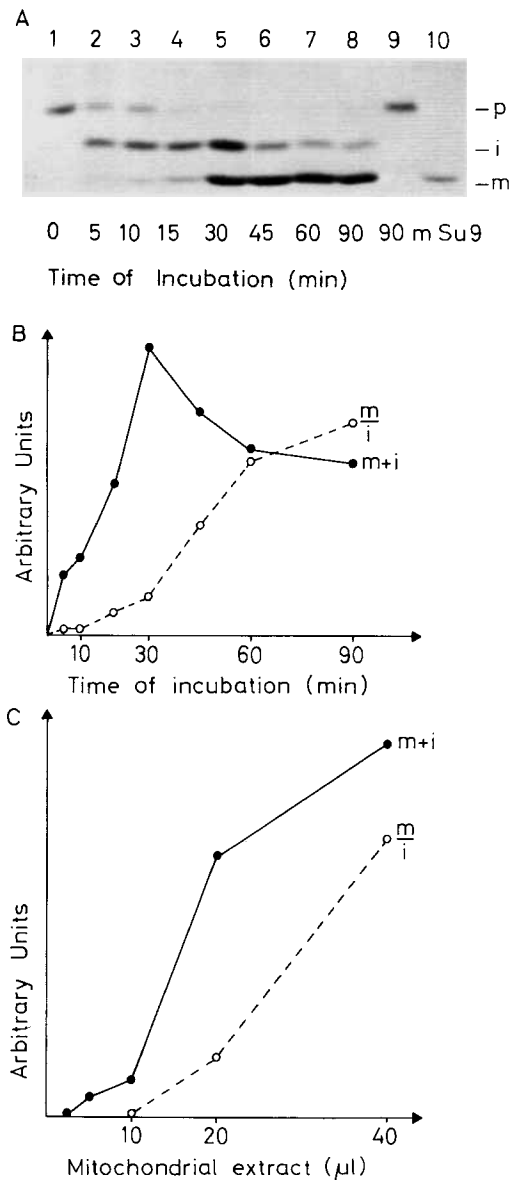 A
1 2 3 4 5 6 7 8 9 10
– p
– i
– m
0 5 10 15 30 45 60 90 90 m Su9
Time of Incubation (min)
B
Arbitrary Units
m/i
m+i
10 30 60 90
Time of incubation (min)
C
Arbitrary Units
m+i
m/i
10 20 40
Mitochondrial extract (μl)